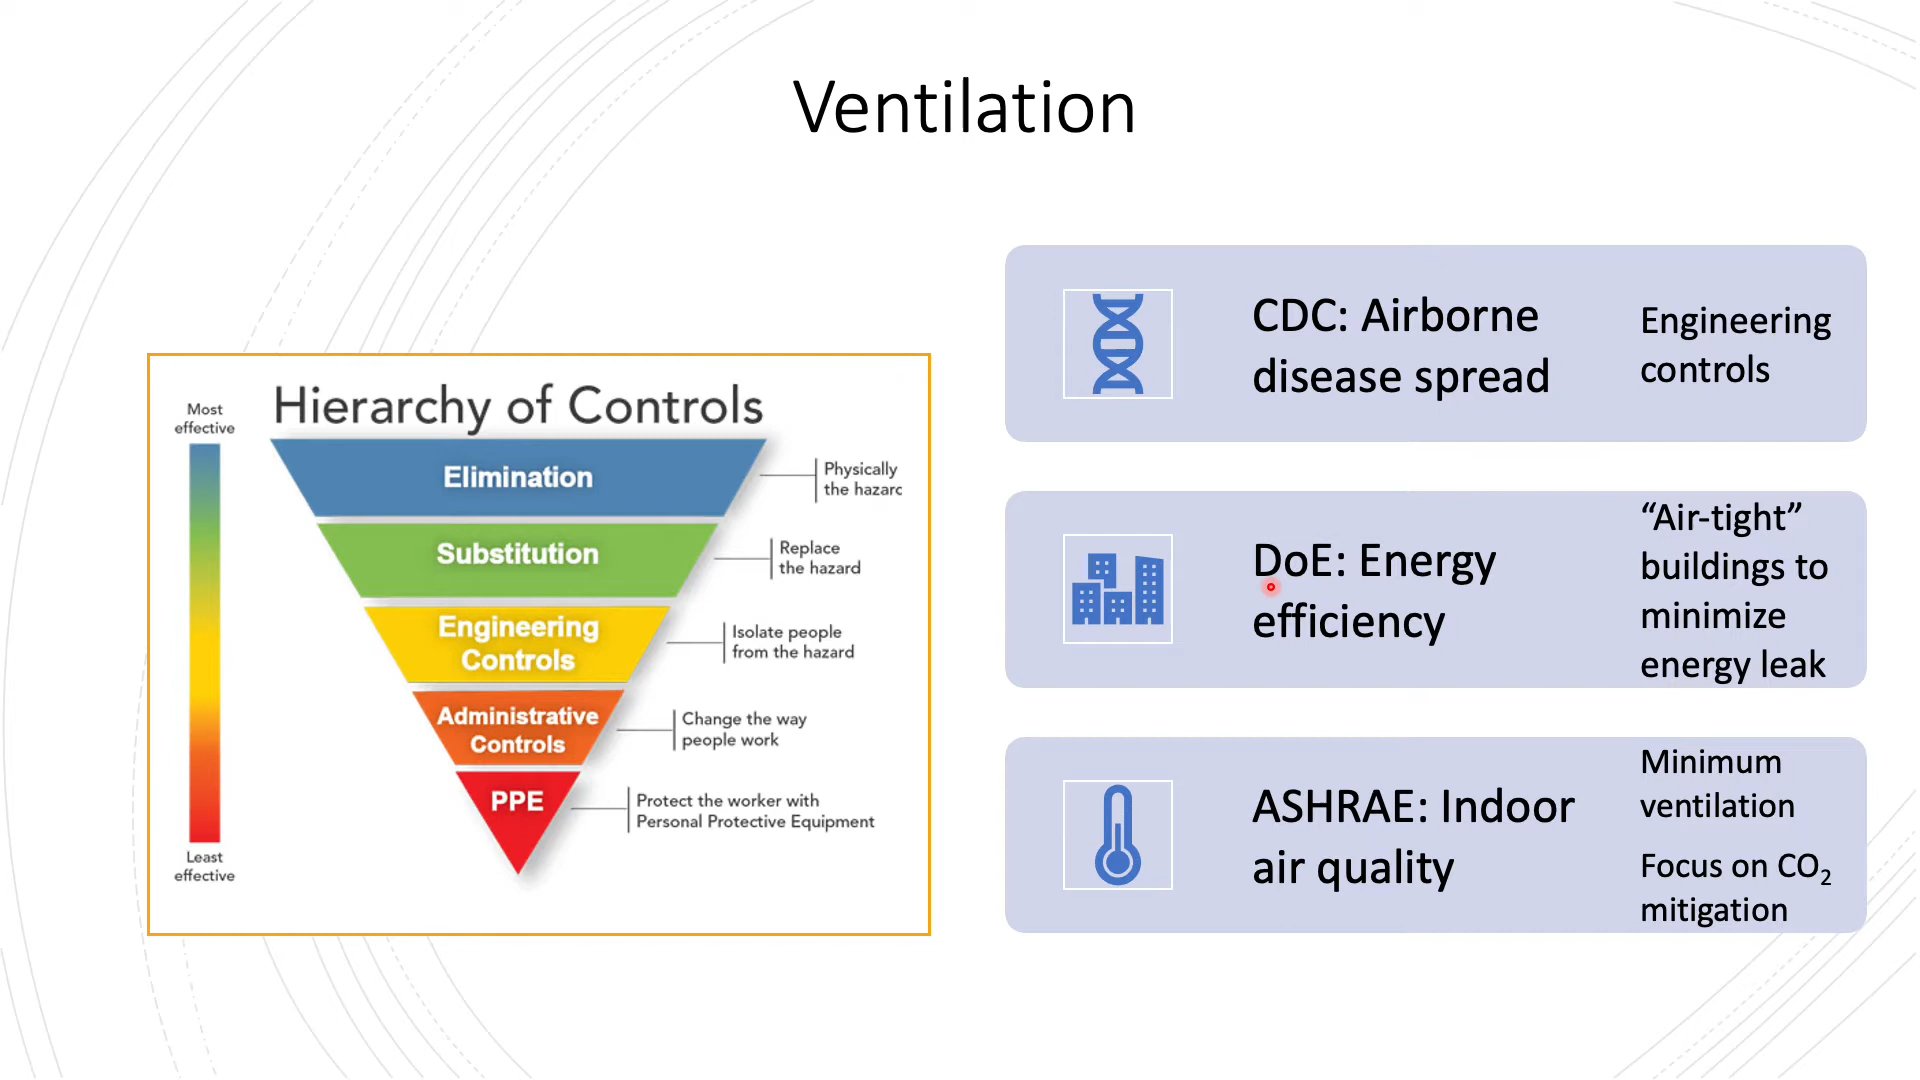 Ventilation
Hierarchy of Controls
Most
effective
Elimination
Physically
the hazarc
Substitution
Replace
the hazard
Engineering
Controls
Isolate people
from the hazard
Administrative
Controls
Change the way
people work
PPE
Protect the worker with
Personal Protective Equipment
Least
effective
CDC: Airborne
disease spread
Engineering
controls
DoE: Energy
efficiency
“Air-tight”
buildings to
minimize
energy leak
ASHRAE: Indoor
air quality
Minimum
ventilation
Focus on CO₂
mitigation